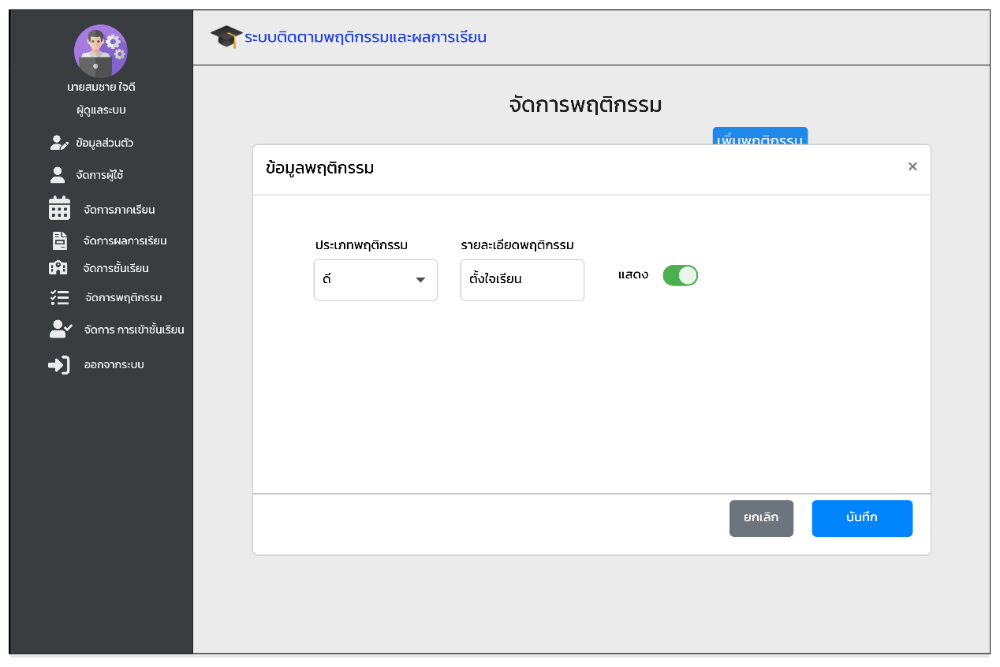 ระบบติดตามพฤติกรรมและผลการเรียน
นายสมชาย ใจดี
ผู้ดูแลระบบ
ข้อมูลส่วนตัว
จัดการผู้ใช้
จัดการภาคเรียน
จัดการผลการเรียน
จัดการชั้นเรียน
จัดการพฤติกรรม
จัดการ การเข้าชั้นเรียน
ออกจากระบบ
จัดการพฤติกรรม
เพิ่มพฤติกรรม
ข้อมูลพฤติกรรม
×
ประเภทพฤติกรรม
รายละเอียดพฤติกรรม
ดี
ตั้งใจเรียน
แสดง
ยกเลิก
บันทึก